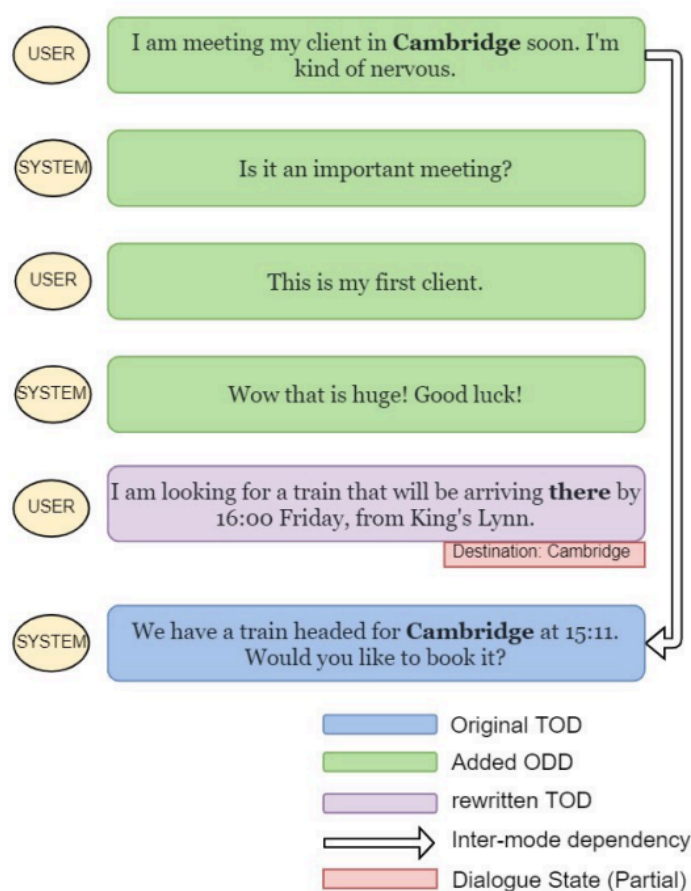 USER
I am meeting my client in Cambridge soon. I'm
kind of nervous.
SYSTEM
Is it an important meeting?
USER
This is my first client.
SYSTEM
Wow that is huge! Good luck!
USER
I am looking for a train that will be arriving there by
16:00 Friday, from King's Lynn.
Destination: Cambridge
SYSTEM
We have a train headed for Cambridge at 15:11.
Would you like to book it?
Original TOD
Added ODD
rewritten TOD
Inter-mode dependency
Dialogue State (Partial)